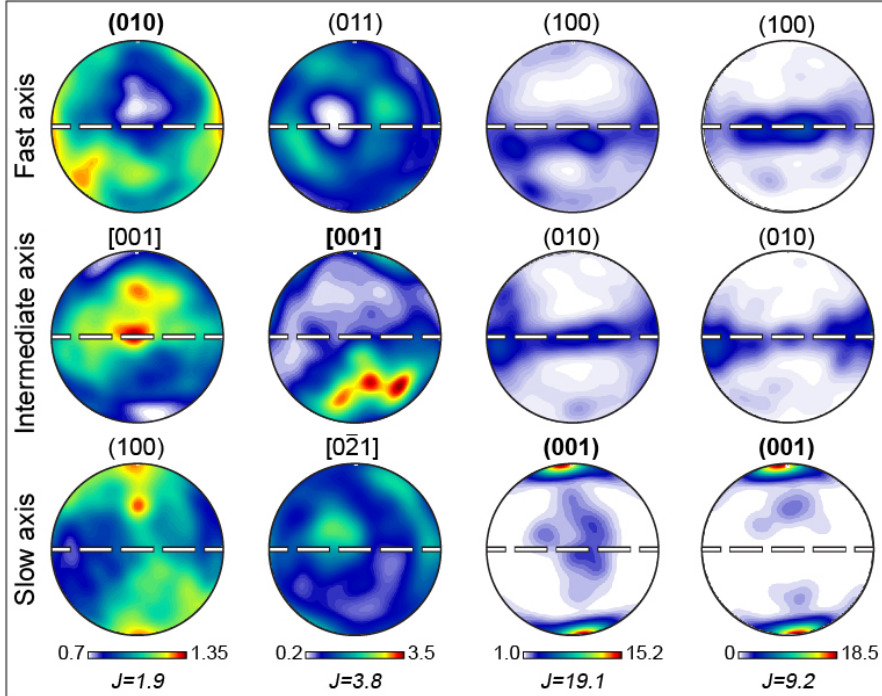 (010) (011) (100) (100)
Fast axis
[001] [001] (010) (010)
Intermediate axis
(100) [02̄1] (001) (001)
Slow axis
0.7 1.35 0.2 3.5 1.0 15.2 0 18.5
J=1.9 J=3.8 J=19.1 J=9.2